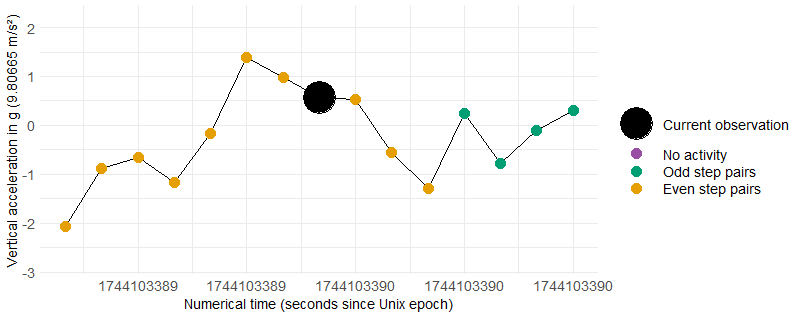 Vertical acceleration in g (9.80665 m/s²)
2
1
0
-1
-2
-3
1744103389 1744103389 1744103390 1744103390 1744103390
Numerical time (seconds since Unix epoch)
Current observation
No activity
Odd step pairs
Even step pairs